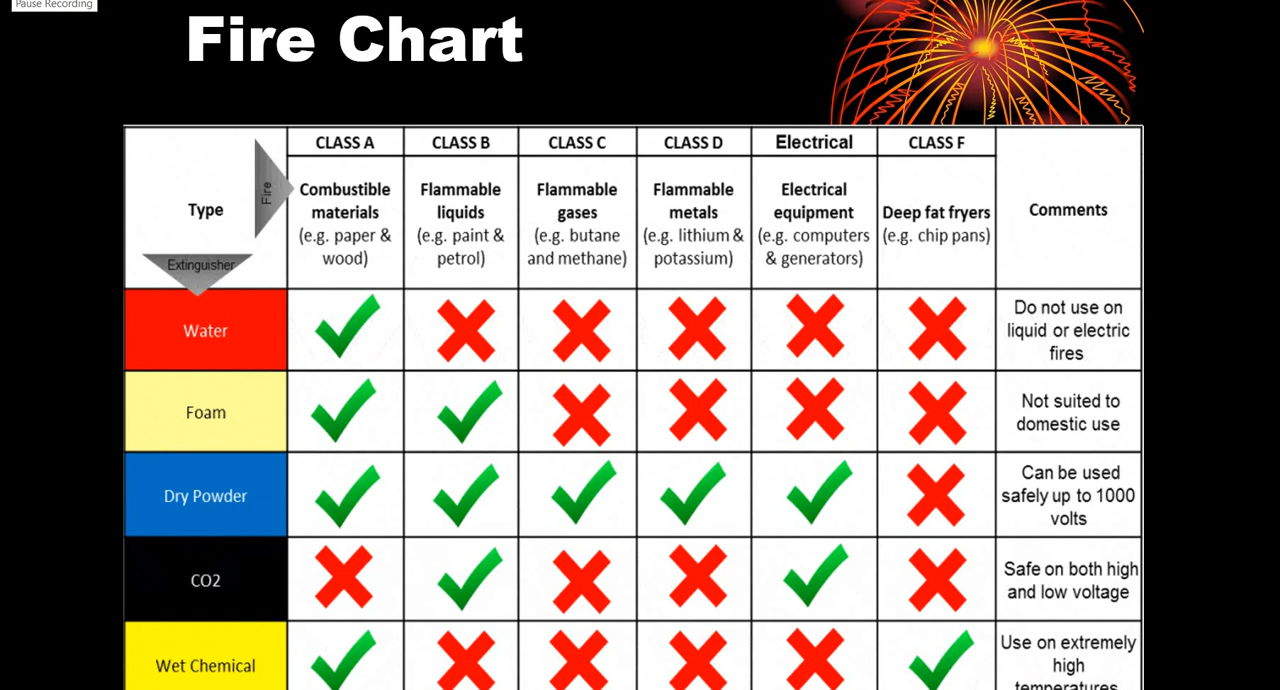 Pause Recording
Fire Chart
CLASS A
CLASS B
CLASS C
CLASS D
Electrical
CLASS F
Type
Fire
Extinguisher
Combustible
materials
(e.g. paper &
wood)
Flammable
liquids
(e.g. paint &
petrol)
Flammable
gases
(e.g. butane
and methane)
Flammable
metals
(e.g. lithium &
potassium)
Electrical
equipment
(e.g. computers
& generators)
Deep fat fryers
(e.g. chip pans)
Comments
Water
Do not use on
liquid or electric
fires
Foam
Not suited to
domestic use
Dry Powder
Can be used
safely up to 1000
volts
CO2
Safe on both high
and low voltage
Wet Chemical
Use on extremely
high
temperatures